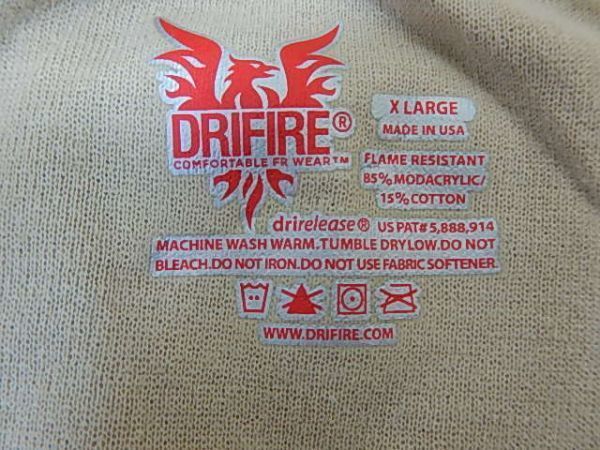 DRIFIRE®
COMFORTABLE FR WEAR™
X LARGE
MADE IN USA
FLAME RESISTANT
85% MODACRYLIC/
15% COTTON
drirelease® US PAT# 5,888,914
MACHINE WASH WARM.TUMBLE DRYLOW.DO NOT
BLEACH.DO NOT IRON.DO NOT USE FABRIC SOFTENER.
WWW.DRIFIRE.COM